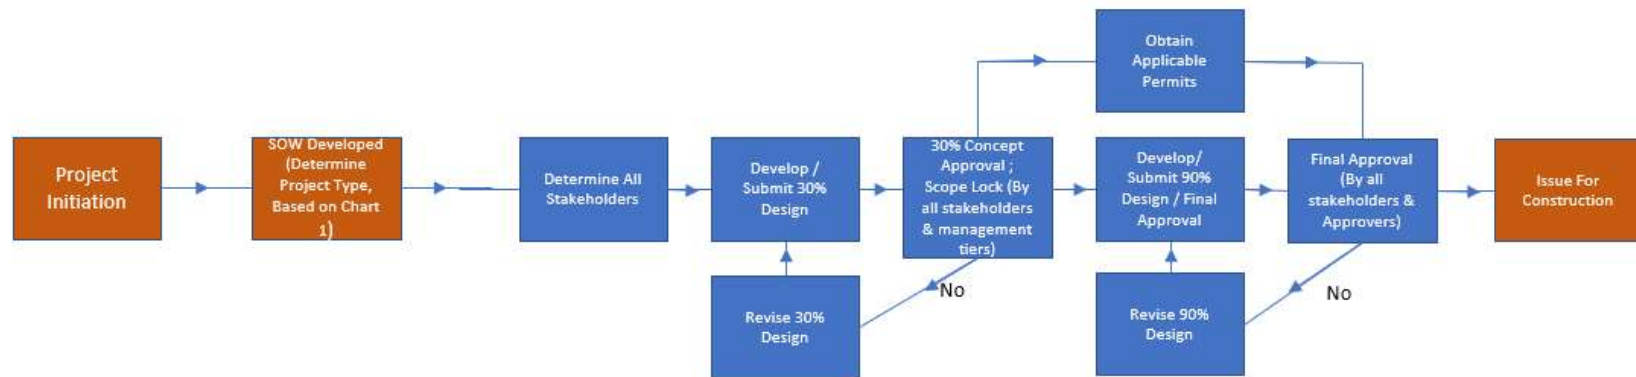 Project
Initiation
SOW Developed
(Determine
Project Type,
Based on Chart
1)
Determine All
Stakeholders
Develop /
Submit 30%
Design
Revise 30%
Design
30% Concept
Approval ;
Scope Lock (By
all stakeholders
& management
tiers)
No
Obtain
Applicable
Permits
Develop/
Submit 90%
Design / Final
Approval
Revise 90%
Design
Final Approval
(By all
stakeholders &
Approvers)
No
Issue For
Construction